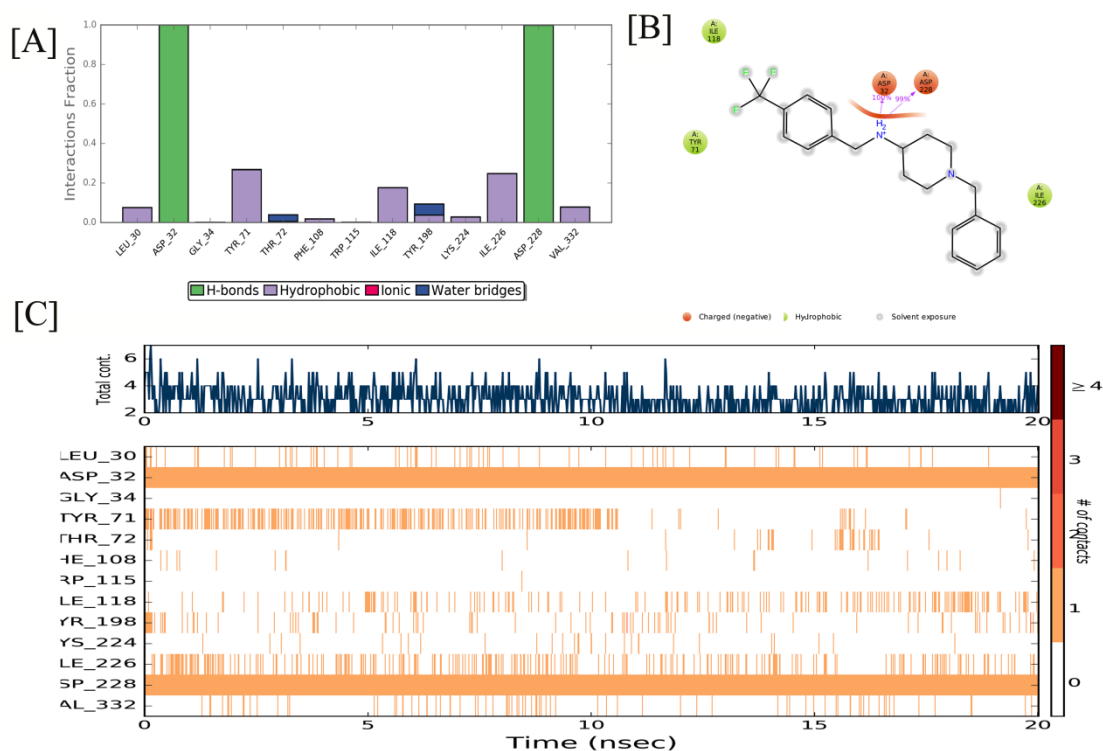 [A]
Interactions Fraction
1.0
0.8
0.6
0.4
0.2
0.0
LEU_30
ASP_32
GLY_34
TYR_71
THR_72
PHE_108
TRP_115
ILE_118
TYR_198
LYS_224
ILE_226
ASP_228
VAL_332
H-bonds Hydrophobic Ionic Water bridges
[B]
A:
ILE
118
A:
TYR
71
A:
ASP
32
A:
ASP
228
A:
ILE
226
100% 99%
F F
F
H2
N+
N
Charged (negative) Hydrophobic Solvent exposure
[C]
Total cont.
6
4
2
0 5 10 15 20
LEU_30
ASP_32
GLY_34
TYR_71
THR_72
HE_108
RP_115
LE_118
YR_198
YS_224
LE_226
SP_228
AL_332
0 5 10 15 20
Time (nsec)
≥ 4
3
1
0
# of contacts